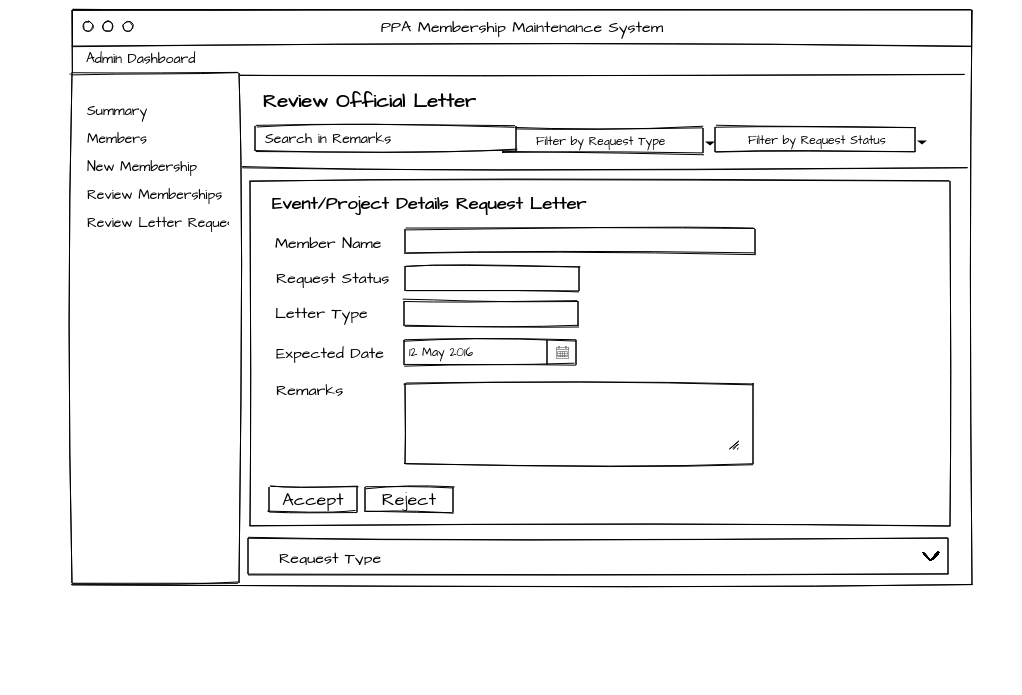 PPA Membership Maintenance System
Admin Dashboard
Summary
Members
New Membership
Review Memberships
Review Letter Reque
Review Official Letter
Search in Remarks
Filter by Request Type
Filter by Request Status
Event/Project Details Request Letter
Member Name
Request Status
Letter Type
Expected Date
12 May 2016
Remarks
Accept
Reject
Request Type